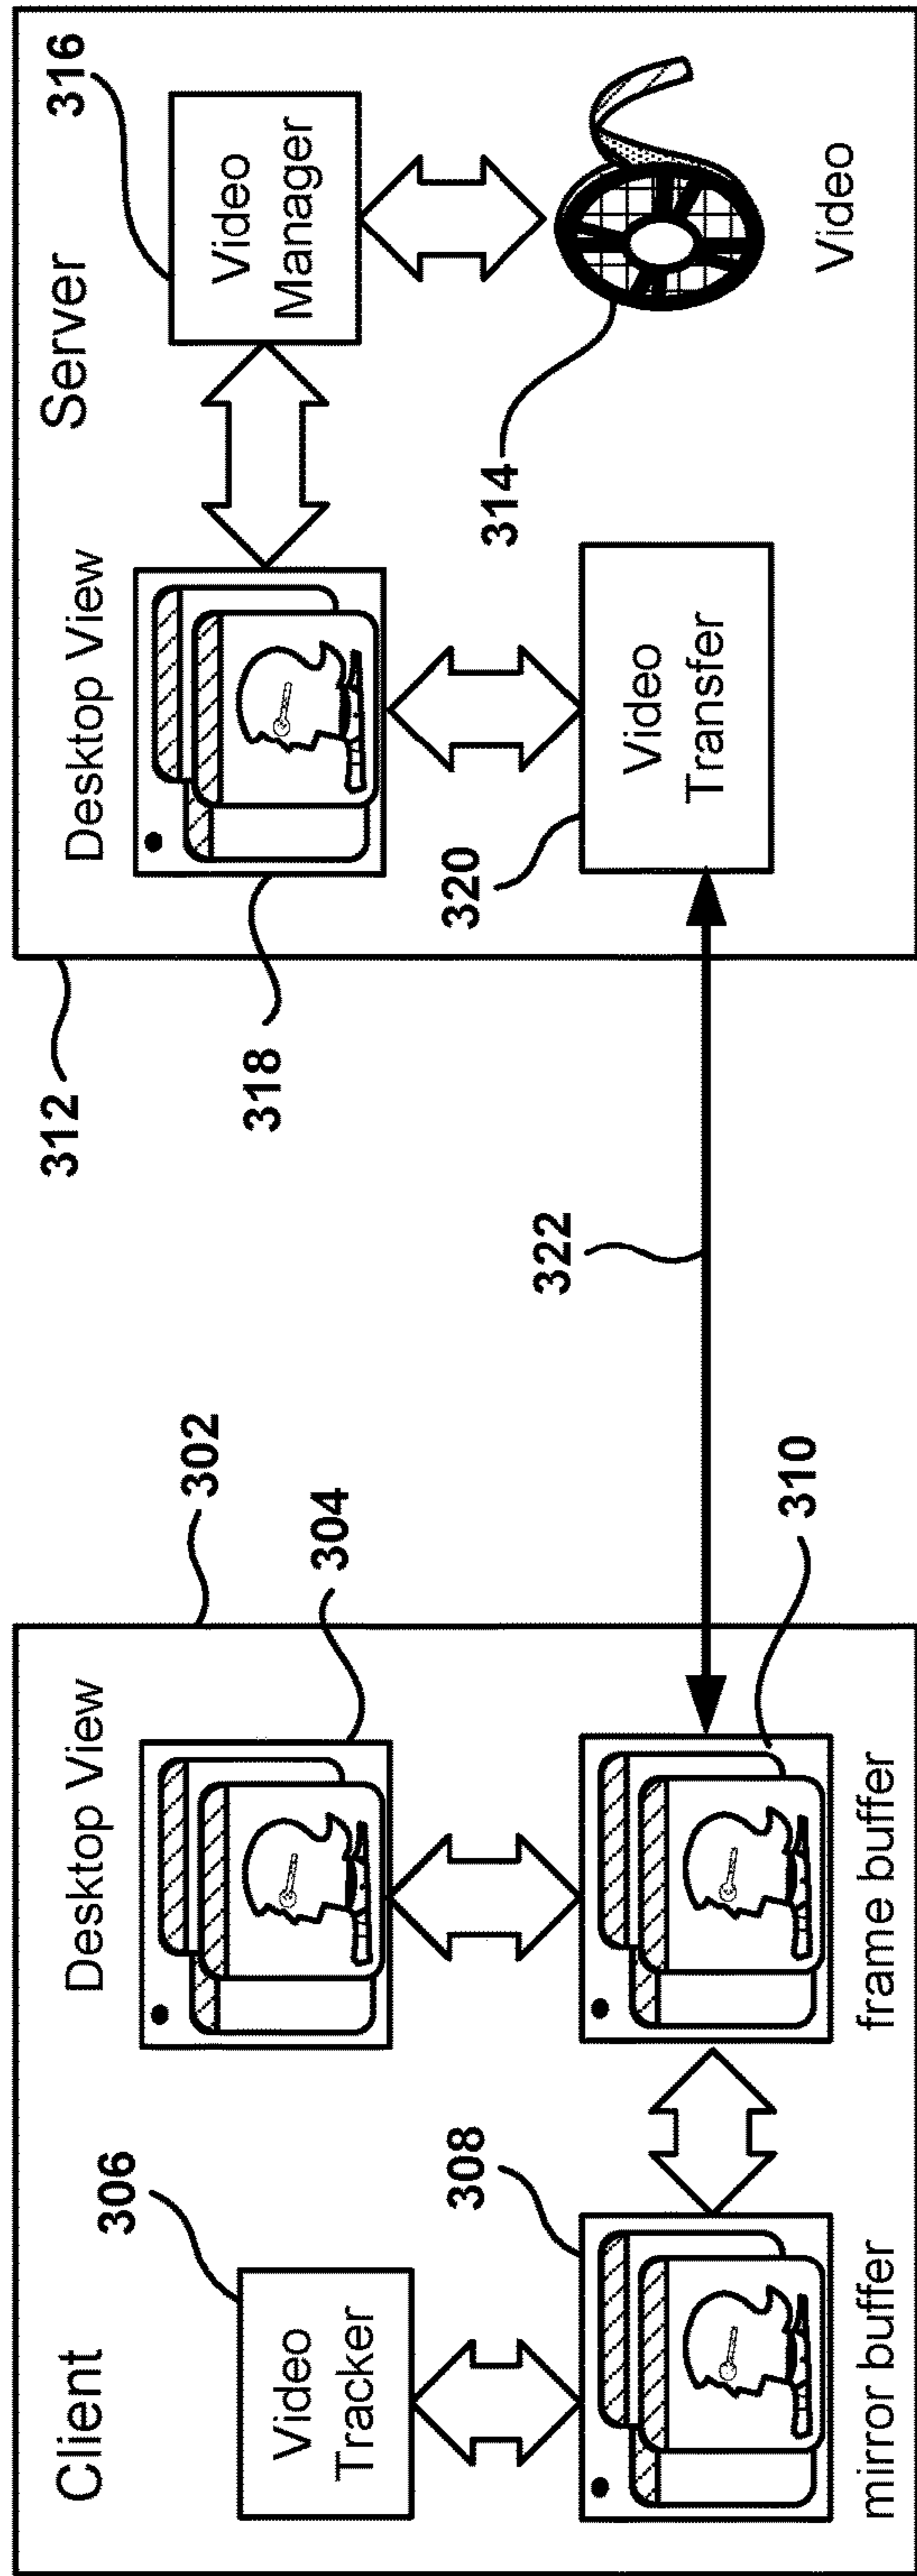 Client
Video
Tracker
306
Desktop View
302
304
308
mirror buffer
frame buffer
310
322
312
Server
Desktop View
318
Video
Manager
316
320
Video
Transfer
314
Video